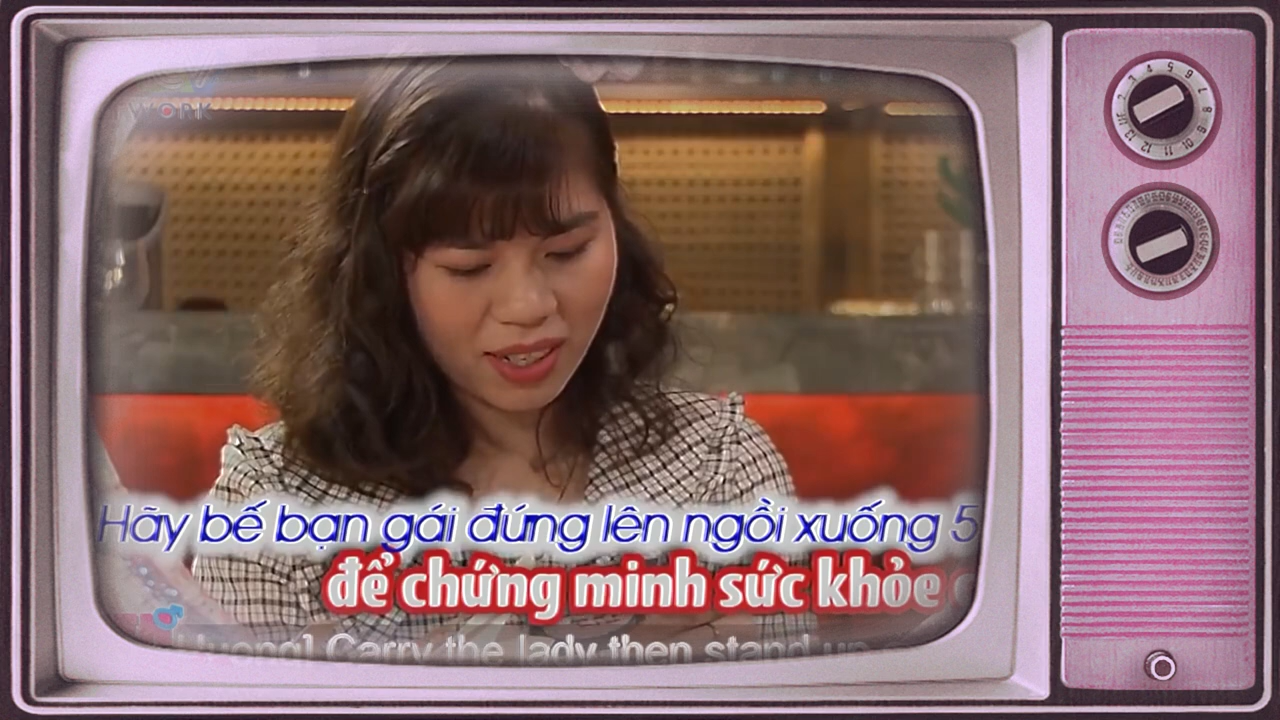 WORK
Hãy bế bạn gái đứng lên ngồi xuống 5
để chứng minh sức khỏe
Carry the lady then stand up